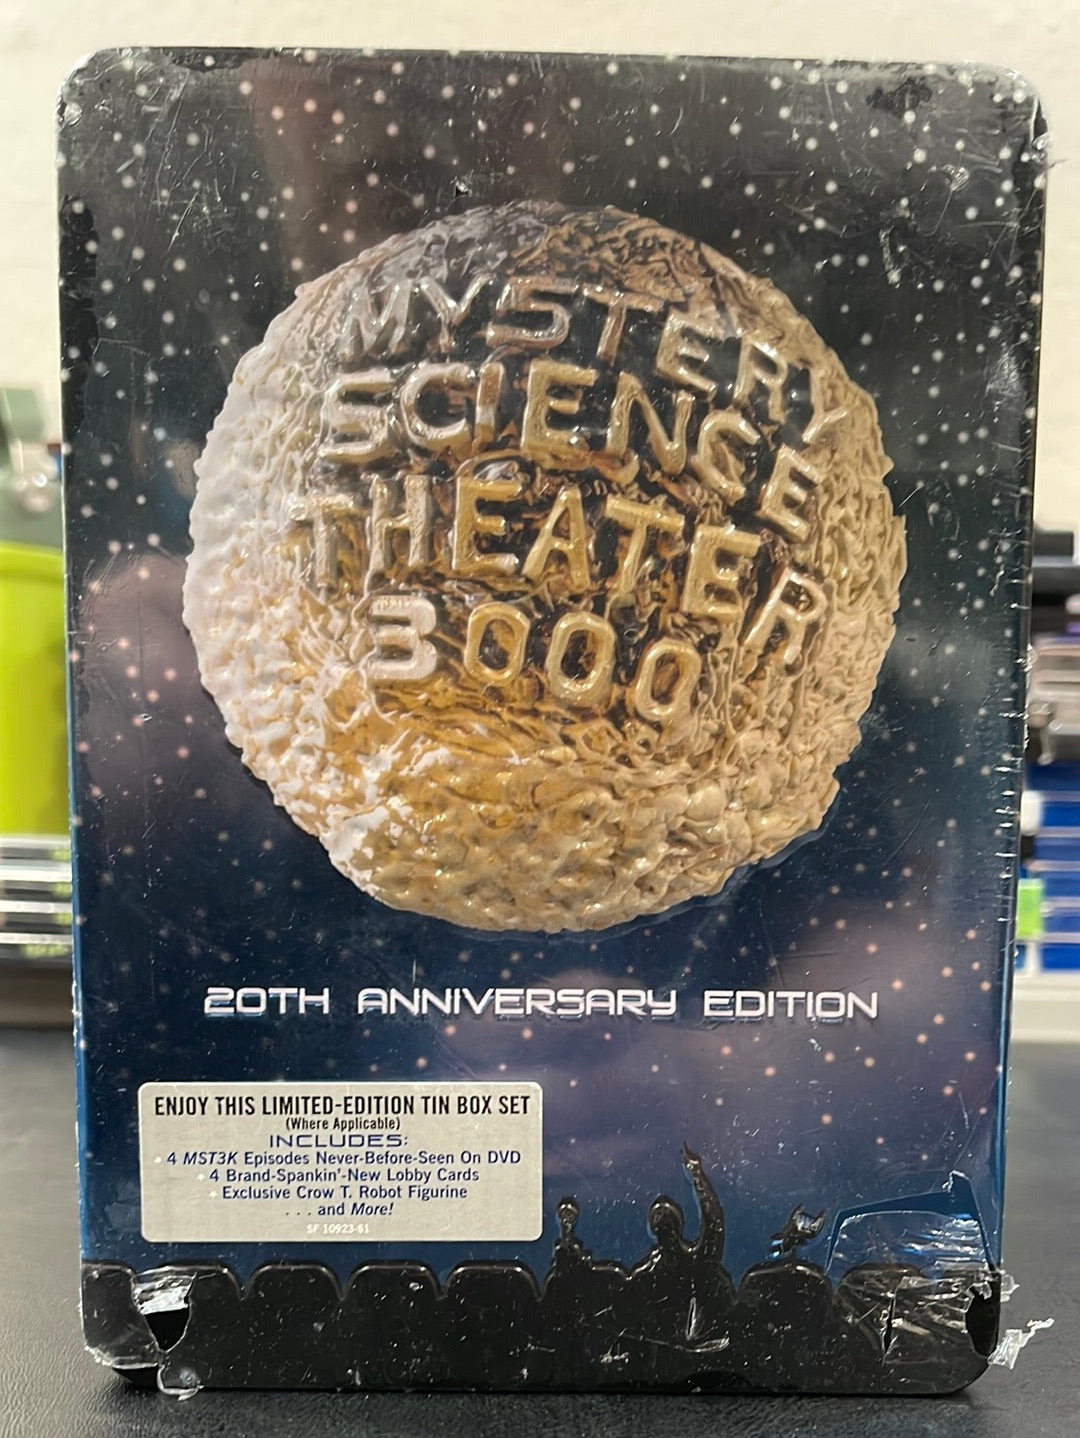 MYSTERY
SCIENCE
THEATER
3000
20TH ANNIVERSARY EDITION
ENJOY THIS LIMITED-EDITION TIN BOX SET
(Where Applicable)
INCLUDES:
4 MST3K Episodes Never-Before-Seen On DVD
4 Brand-Spankin'-New Lobby Cards
Exclusive Crow T. Robot Figurine
. . . and More!
SF 10923-S1